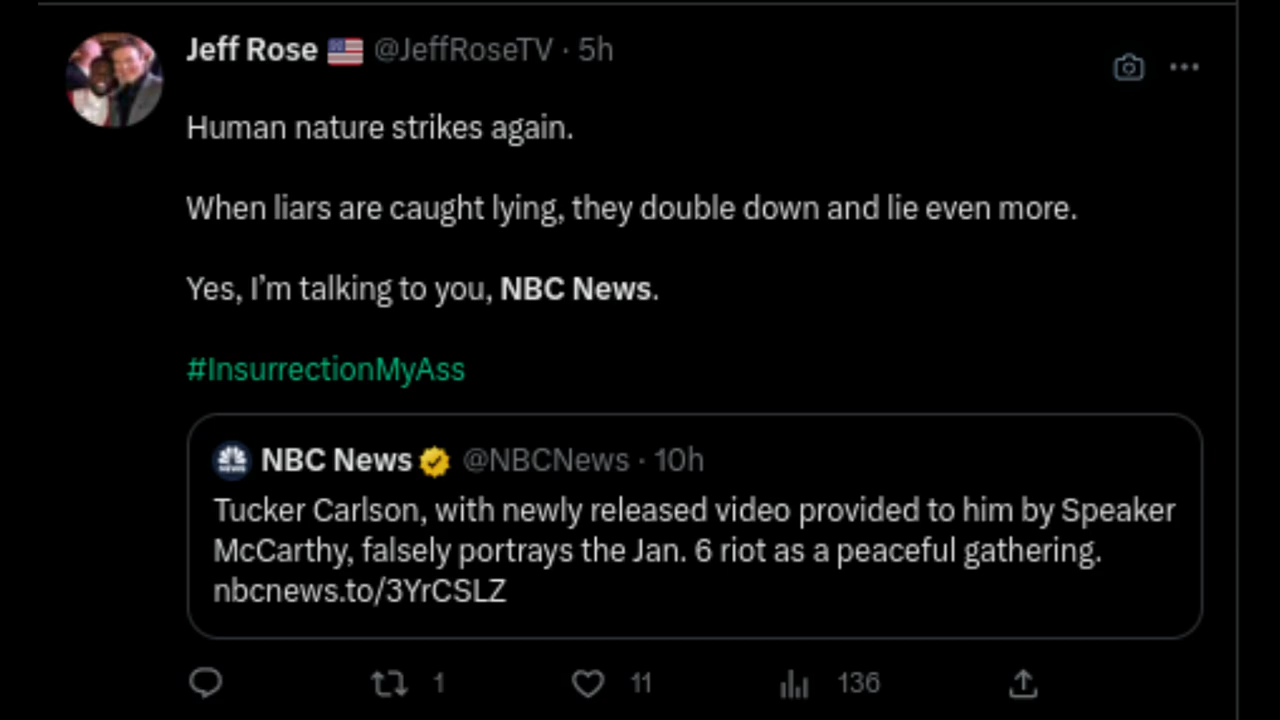 Jeff Rose 🇺🇸 @JeffRoseTV · 5h
Human nature strikes again.
When liars are caught lying, they double down and lie even more.
Yes, I’m talking to you, NBC News.
#InsurrectionMyAss
NBC News @NBCNews · 10h
Tucker Carlson, with newly released video provided to him by Speaker
McCarthy, falsely portrays the Jan. 6 riot as a peaceful gathering.
nbcnews.to/3YrCSLZ
1 11 136